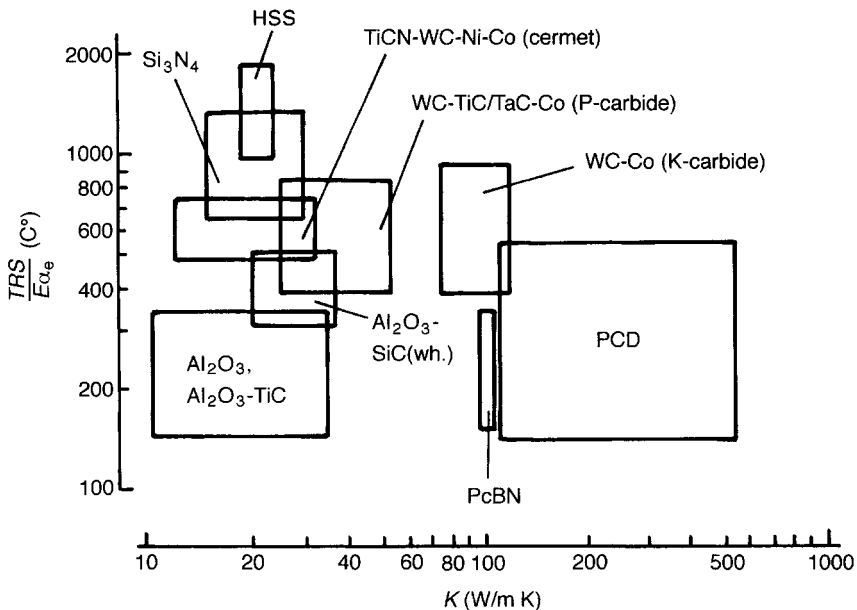 HSS
TiCN-WC-Ni-Co (cermet)
Si₃N₄
WC-TiC/TaC-Co (P-carbide)
WC-Co (K-carbide)
Al₂O₃-
SiC(wh.)
Al₂O₃,
Al₂O₃-TiC
PCD
PcBN
2000
1000
800
600
400
200
100
TRS
Eαₑ
(C°)
10
20
40
60
80
100
200
500
1000
K (W/m K)